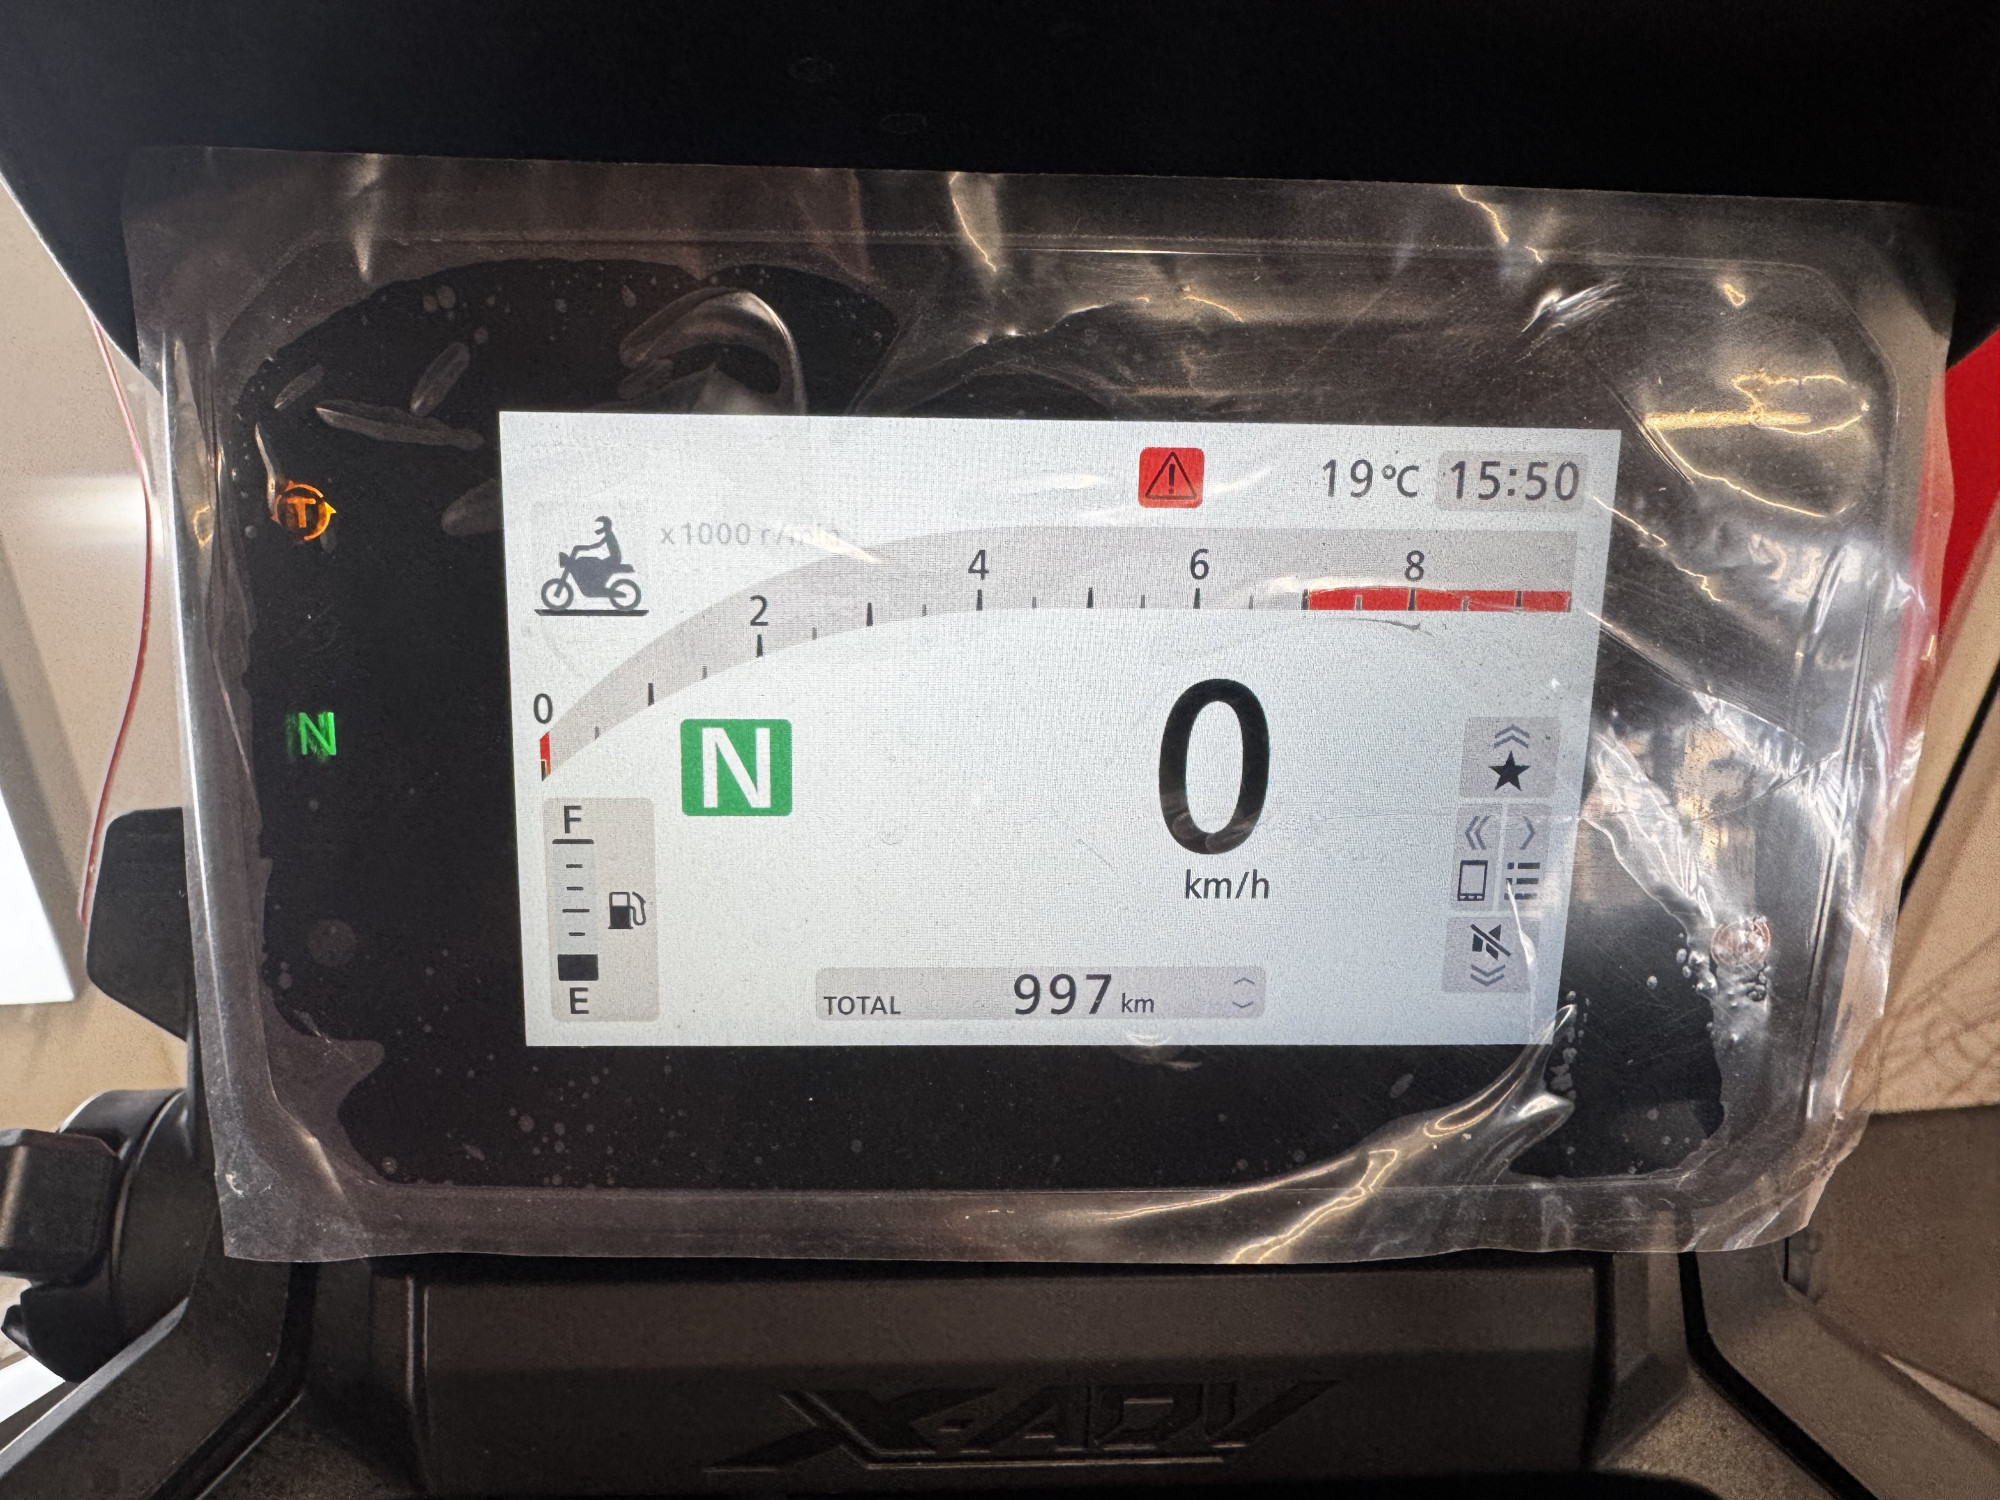 19°C 15:50
x1000 r/min
0 2 4 6 8
T
N
N
0
km/h
F
E
TOTAL 997 km
X-ADV